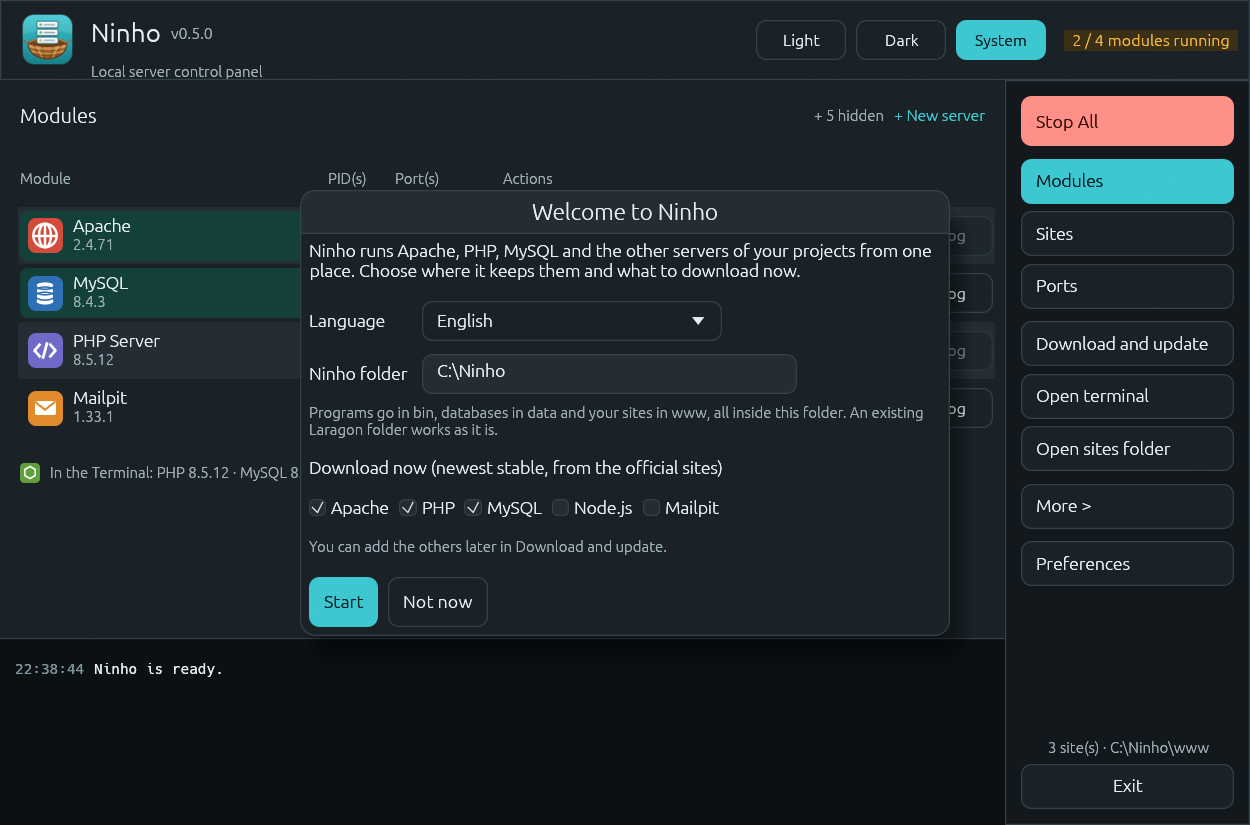 Ninho v0.5.0
Local server control panel
Light
Dark
System
2 / 4 modules running
Modules
+ 5 hidden
+ New server
Module
PID(s)
Port(s)
Actions
Apache
2.4.71
MySQL
8.4.3
PHP Server
8.5.12
Mailpit
1.33.1
In the Terminal: PHP 8.5.12 · MySQL 8
Welcome to Ninho
Ninho runs Apache, PHP, MySQL and the other servers of your projects from one
place. Choose where it keeps them and what to download now.
Language
English
Ninho folder
C:\Ninho
Programs go in bin, databases in data and your sites in www, all inside this folder. An existing
Laragon folder works as it is.
Download now (newest stable, from the official sites)
Apache
PHP
MySQL
Node.js
Mailpit
You can add the others later in Download and update.
Start
Not now
Stop All
Modules
Sites
Ports
Download and update
Open terminal
Open sites folder
More >
Preferences
3 site(s) · C:\Ninho\www
Exit
22:38:44 Ninho is ready.